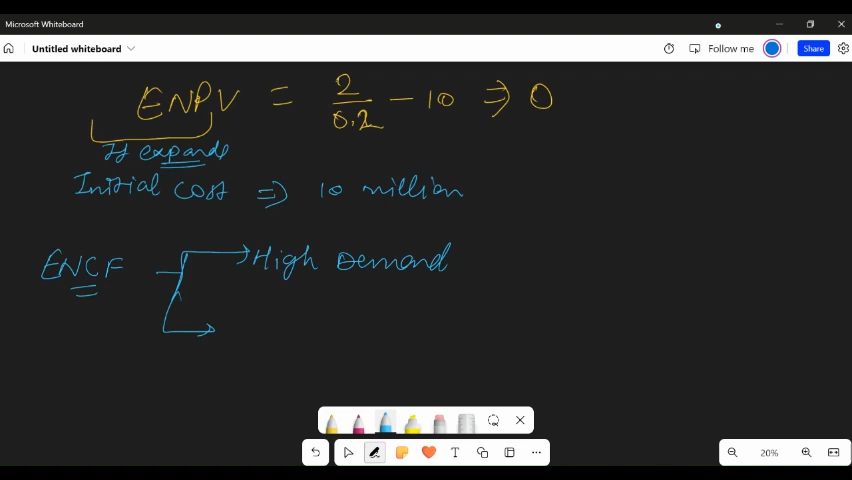 Microsoft Whiteboard
Untitled whiteboard
Follow me
Share
ENPV = 2/0.2 - 10 ⇒ 0
If expands
Initial cost ⇒ 10 million
ENCF
High Demand
20%